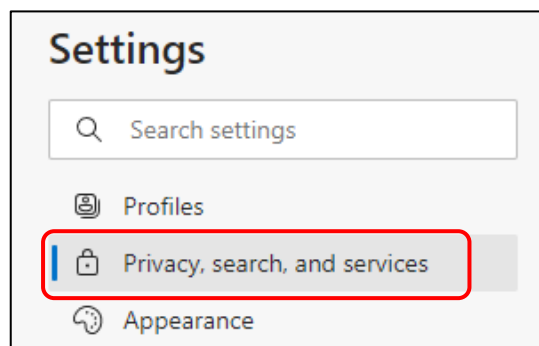 Settings
Search settings
Profiles
Privacy, search, and services
Appearance